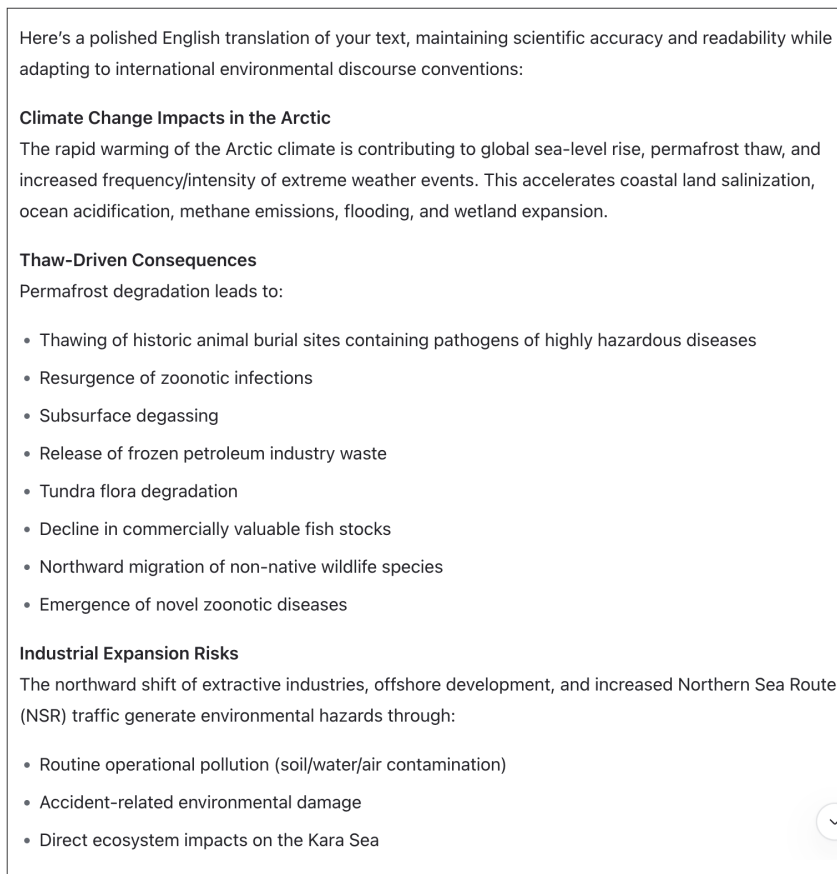 Here's a polished English translation of your text, maintaining scientific accuracy and readability while
adapting to international environmental discourse conventions:
Climate Change Impacts in the Arctic
The rapid warming of the Arctic climate is contributing to global sea-level rise, permafrost thaw, and
increased frequency/intensity of extreme weather events. This accelerates coastal land salinization,
ocean acidification, methane emissions, flooding, and wetland expansion.
Thaw-Driven Consequences
Permafrost degradation leads to:
• Thawing of historic animal burial sites containing pathogens of highly hazardous diseases
• Resurgence of zoonotic infections
• Subsurface degassing
• Release of frozen petroleum industry waste
• Tundra flora degradation
• Decline in commercially valuable fish stocks
• Northward migration of non-native wildlife species
• Emergence of novel zoonotic diseases
Industrial Expansion Risks
The northward shift of extractive industries, offshore development, and increased Northern Sea Route
(NSR) traffic generate environmental hazards through:
• Routine operational pollution (soil/water/air contamination)
• Accident-related environmental damage
• Direct ecosystem impacts on the Kara Sea